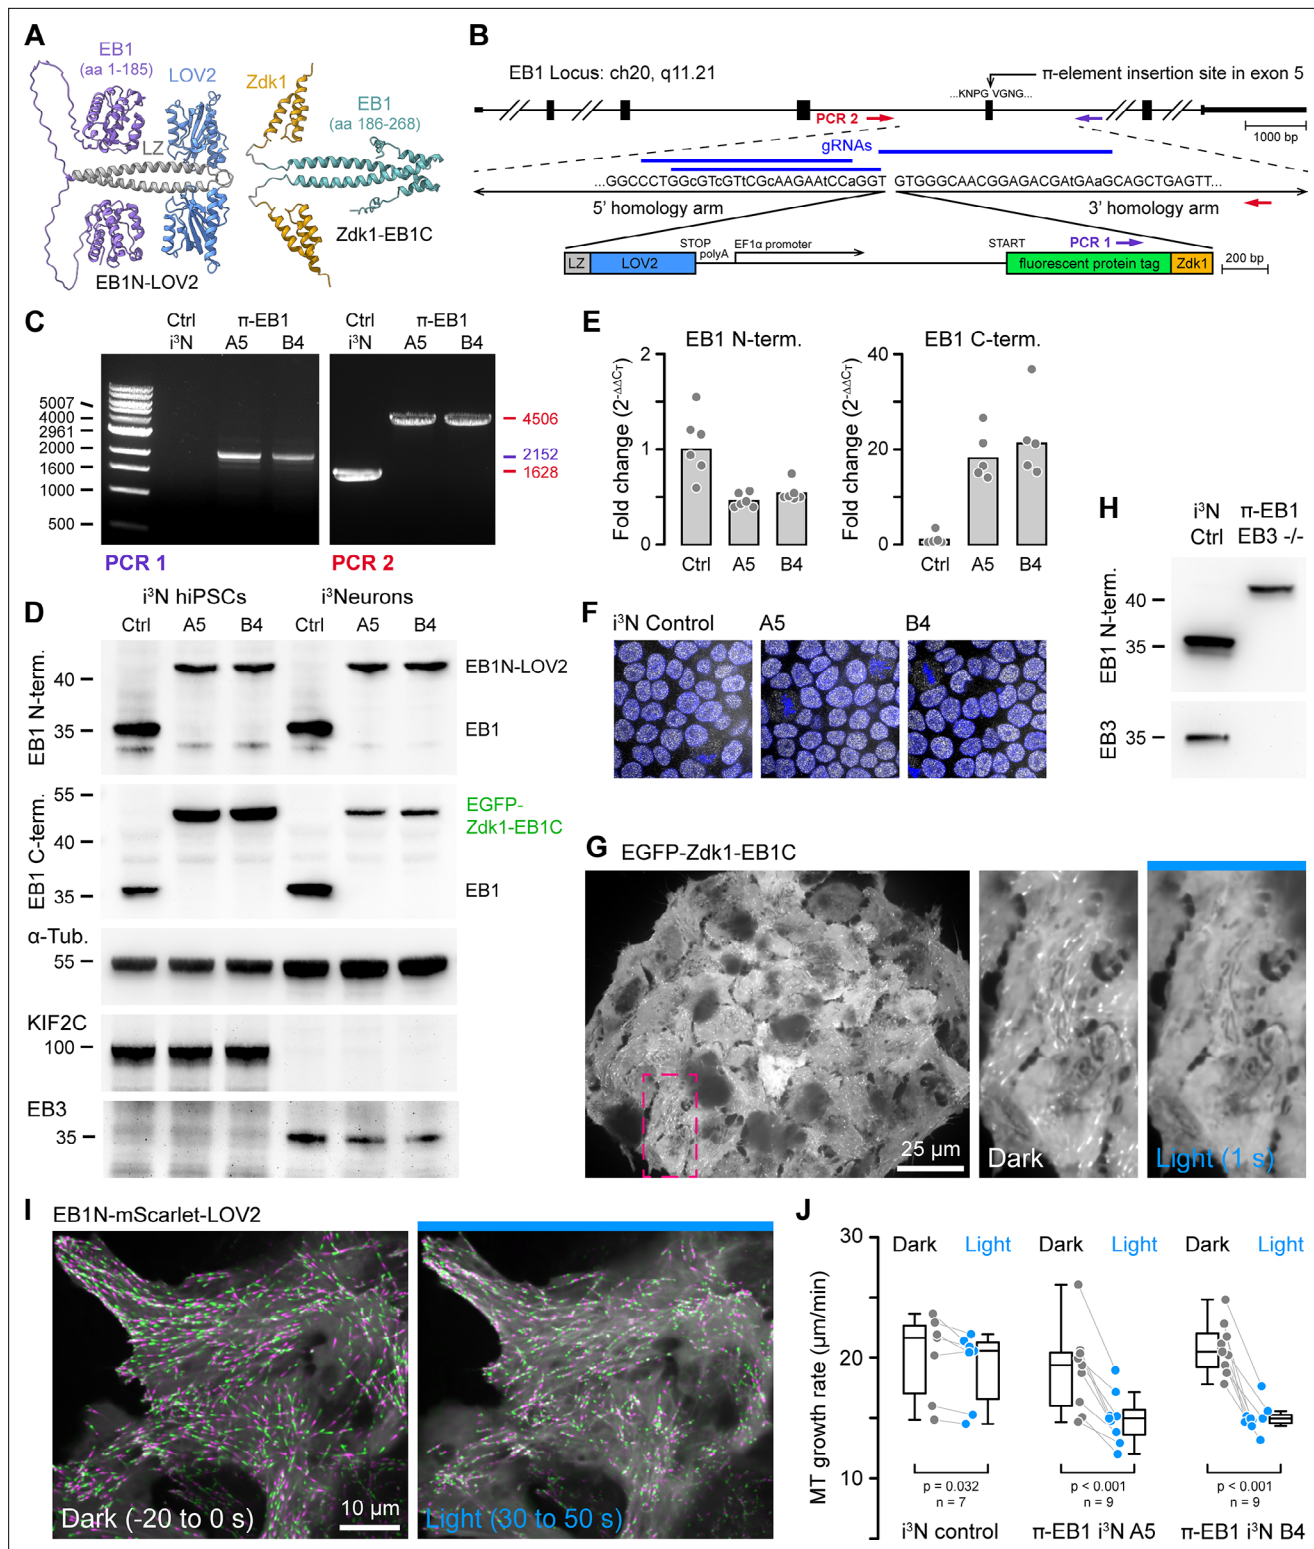 A
EB1
(aa 1-185)
LOV2
Zdk1
EB1
(aa 186-268)
LZ
Zdk1-EB1C
EB1N-LOV2
B
EB1 Locus: ch20, q11.21
π-element insertion site in exon 5
...KNPG VGNG...
PCR 2
1000 bp
gRNAs
...GGCCCTGGcGTcGTtCGcAAGAAtCCaGGT GTGGGCAACGGAGACGAtGAaGCAGCTGAGTT...
5' homology arm
3' homology arm
STOP
polyA
EF1α promoter
START
PCR 1
LZ
LOV2
fluorescent protein tag
Zdk1
200 bp
C
Ctrl
i³N
π-EB1
A5
B4
Ctrl
i³N
π-EB1
A5
B4
5007
4000
2961
2000
1600
1000
500
4506
2152
1628
PCR 1
PCR 2
D
i³N hiPSCs
i³Neurons
Ctrl
A5
B4
Ctrl
A5
B4
EB1 N-term.
40
35
EB1N-LOV2
EB1
EB1 C-term.
55
40
35
EGFP-
Zdk1-EB1C
EB1
α-Tub.
55
KIF2C
100
EB3
35
E
EB1 N-term.
Fold change (2^-ΔΔCT)
2
1
0
Ctrl
A5
B4
EB1 C-term.
Fold change (2^-ΔΔCT)
40
20
0
Ctrl
A5
B4
F
i³N Control
A5
B4
G
EGFP-Zdk1-EB1C
25 µm
Dark
Light (1 s)
H
i³N
Ctrl
π-EB1
EB3 -/-
EB1 N-term.
40
35
EB3
35
I
EB1N-mScarlet-LOV2
Dark (-20 to 0 s)
10 µm
Light (30 to 50 s)
J
MT growth rate (µm/min)
30
20
10
Dark
Light
Dark
Light
Dark
Light
p = 0.032
n = 7
p < 0.001
n = 9
p < 0.001
n = 9
i³N control
π-EB1 i³N A5
π-EB1 i³N B4